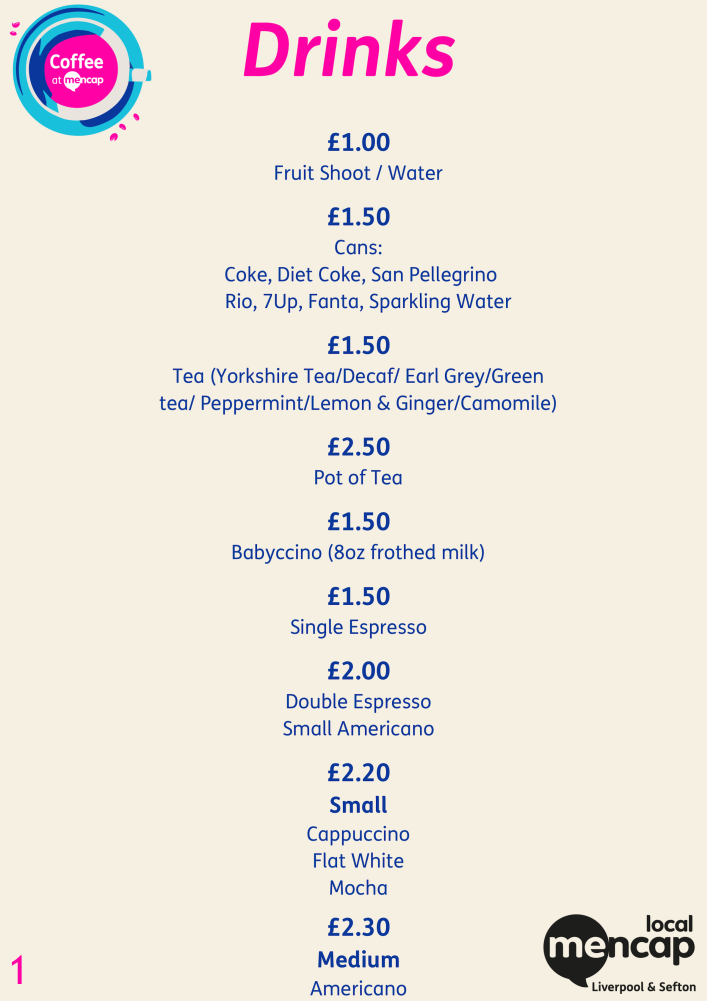 Coffee
at mencap
Drinks
£1.00
Fruit Shoot / Water
£1.50
Cans:
Coke, Diet Coke, San Pellegrino
Rio, 7Up, Fanta, Sparkling Water
£1.50
Tea (Yorkshire Tea/Decaf/ Earl Grey/Green
tea/ Peppermint/Lemon & Ginger/Camomile)
£2.50
Pot of Tea
£1.50
Babyccino (8oz frothed milk)
£1.50
Single Espresso
£2.00
Double Espresso
Small Americano
£2.20
Small
Cappuccino
Flat White
Mocha
£2.30
Medium
Americano
1
local
mencap
Liverpool & Sefton